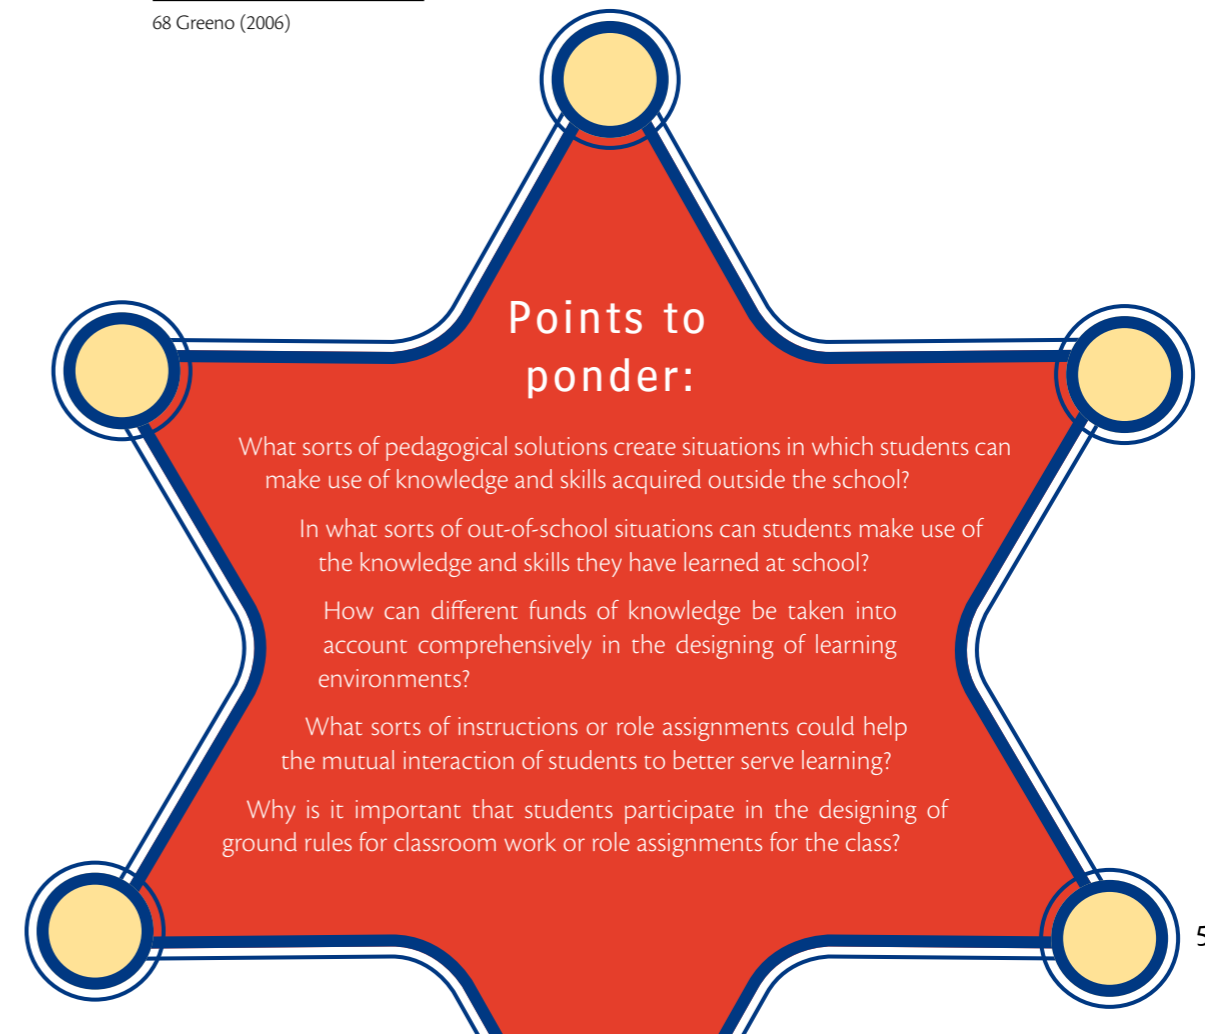 68 Greeno (2006)
Points to
ponder:
What sorts of pedagogical solutions create situations in which students can
make use of knowledge and skills acquired outside the school?
In what sorts of out-of-school situations can students make use of
the knowledge and skills they have learned at school?
How can different funds of knowledge be taken into
account comprehensively in the designing of learning
environments?
What sorts of instructions or role assignments could help
the mutual interaction of students to better serve learning?
Why is it important that students participate in the designing of
ground rules for classroom work or role assignments for the class?
5